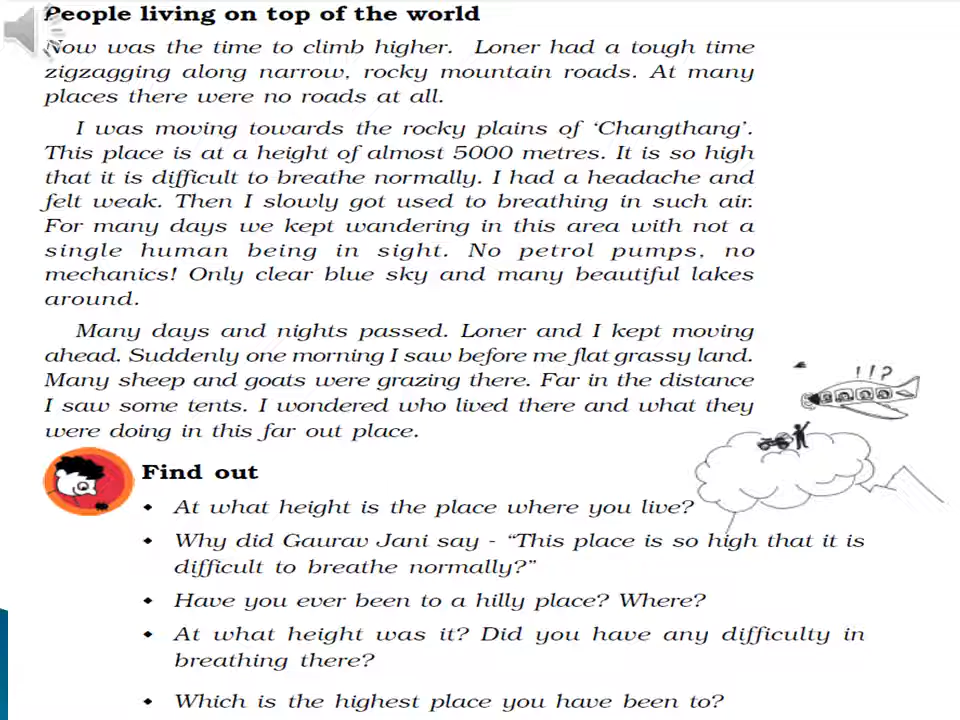 People living on top of the world
Now was the time to climb higher. Loner had a tough time
zigzagging along narrow, rocky mountain roads. At many
places there were no roads at all.
I was moving towards the rocky plains of ‘Changthang’.
This place is at a height of almost 5000 metres. It is so high
that it is difficult to breathe normally. I had a headache and
felt weak. Then I slowly got used to breathing in such air.
For many days we kept wandering in this area with not a
single human being in sight. No petrol pumps, no
mechanics! Only clear blue sky and many beautiful lakes
around.
Many days and nights passed. Loner and I kept moving
ahead. Suddenly one morning I saw before me flat grassy land.
Many sheep and goats were grazing there. Far in the distance
I saw some tents. I wondered who lived there and what they
were doing in this far out place.
!!?
Find out
• At what height is the place where you live?
• Why did Gaurav Jani say - “This place is so high that it is
difficult to breathe normally?”
• Have you ever been to a hilly place? Where?
• At what height was it? Did you have any difficulty in
breathing there?
• Which is the highest place you have been to?